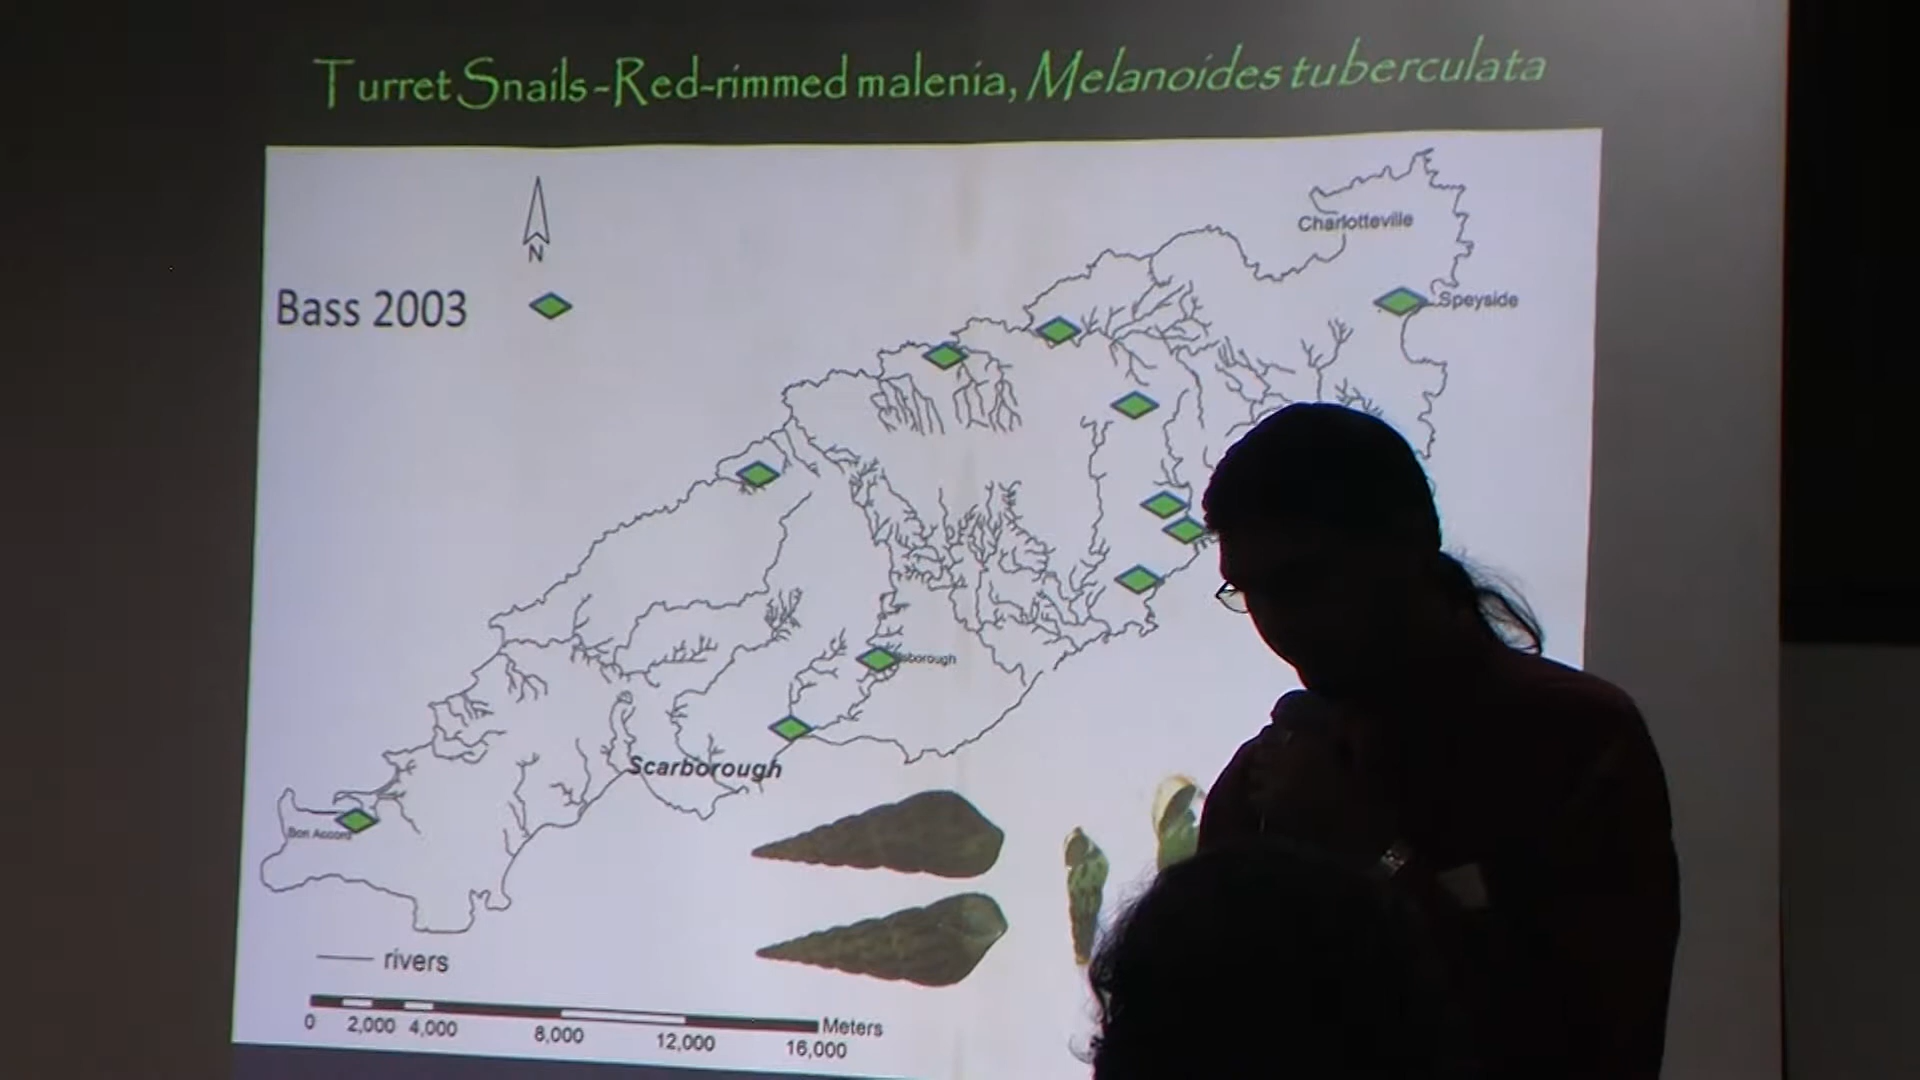 Turret Snails-Red-rimmed malenia, Melanoides tuberculata
N
Charlotteville
Bass 2003
Speyside
Scarborough
Bon Accord
rivers
0 2,000 4,000 8,000 12,000 16,000 Meters